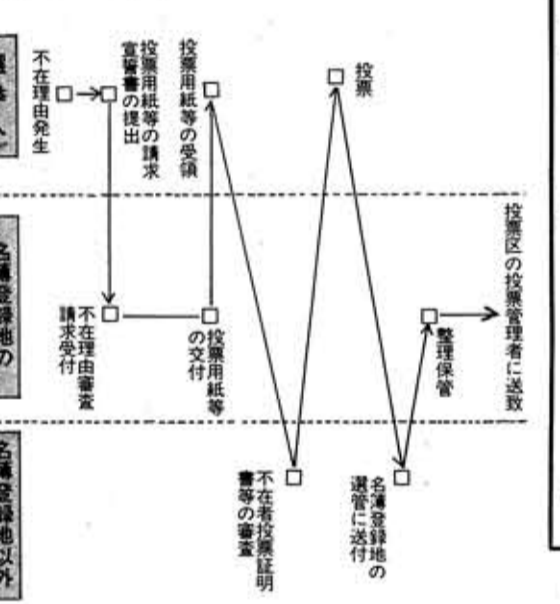 不在理由発生
投票用紙等の請求
宣誓書の提出
投票用紙等の受領
投票
請求受付
不在理由審査
投票用紙等
の交付
整理保管
投票区の投票管理者に送致
名簿登録地の
不在者投票証明
書等の審査
名簿登録地の
選管に送付
名簿登録地以外